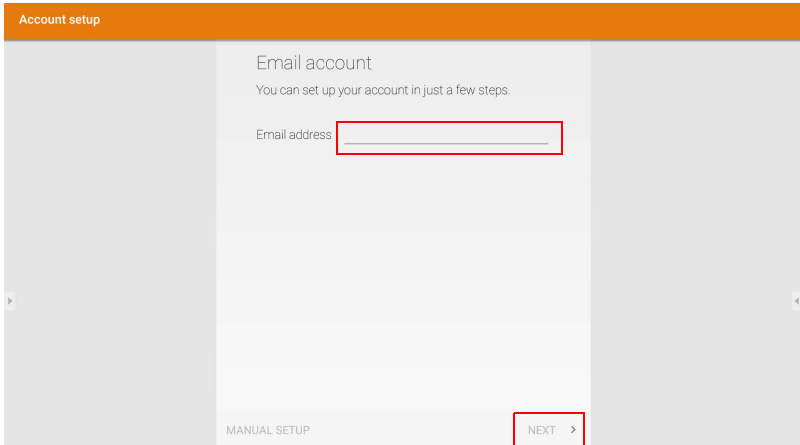 Account setup
Email account
You can set up your account in just a few steps.
Email address
MANUAL SETUP
NEXT